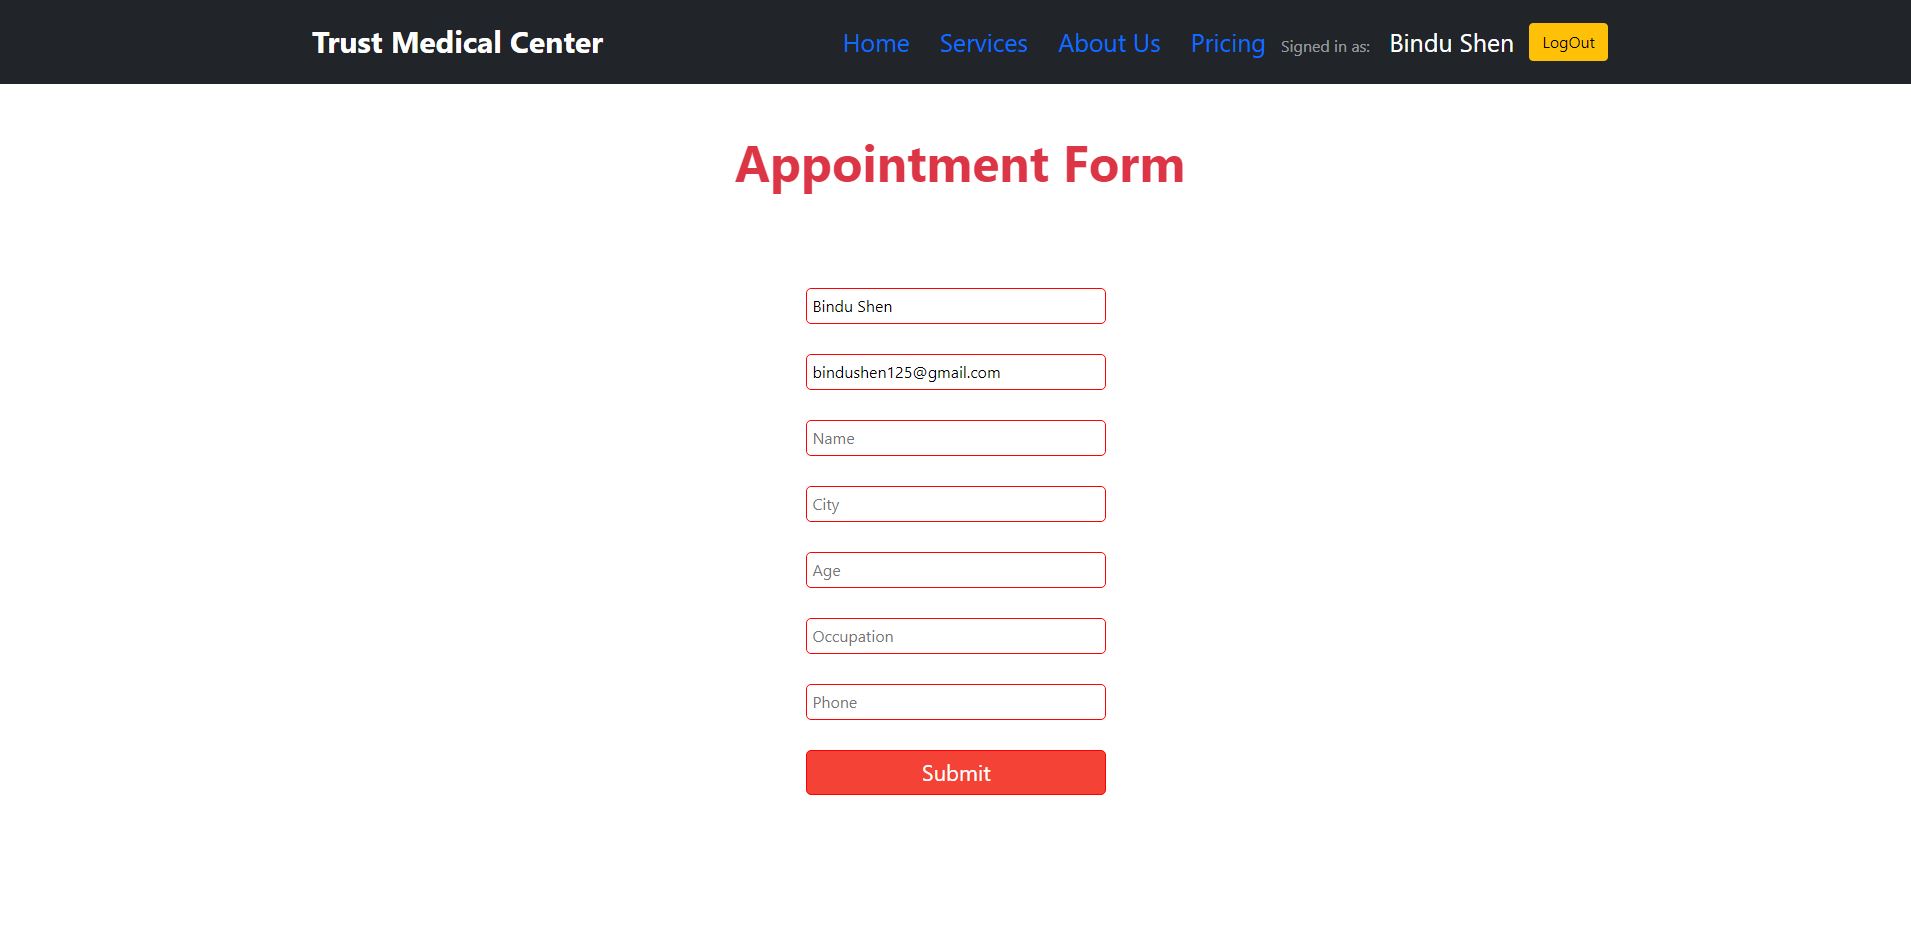 Trust Medical Center
Home Services About Us Pricing Signed in as: Bindu Shen LogOut
Appointment Form
Bindu Shen
bindushen125@gmail.com
Name
City
Age
Occupation
Phone
Submit